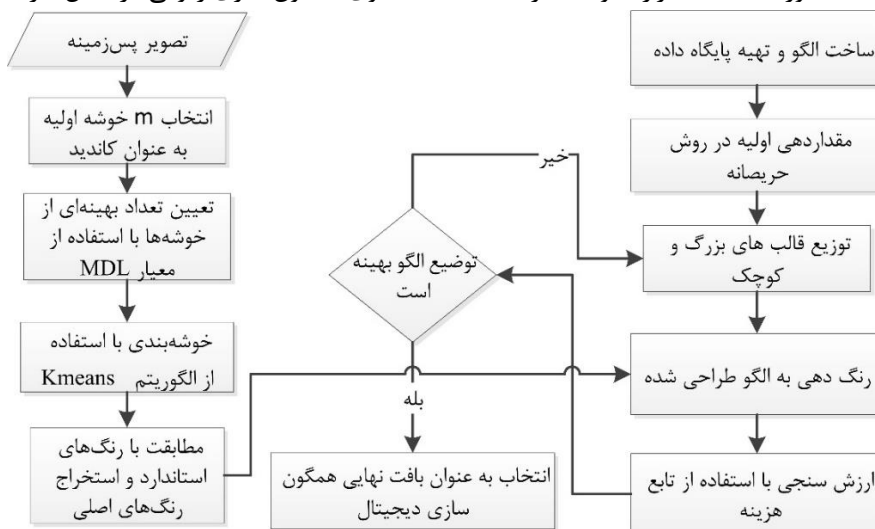 تصویر پس‌زمینه
انتخاب m خوشه اولیه
به عنوان کاندید
تعیین تعداد بهینه‌ای از
خوشه‌ها با استفاده از
معیار MDL
خوشه‌بندی با استفاده
از الگوریتم Kmeans
مطابقت با رنگ‌های
استاندارد و استخراج
رنگ‌های اصلی
ساخت الگو و تهیه پایگاه داده
مقداردهی اولیه در روش
حریصانه
توزیع قالب های بزرگ و
کوچک
رنگ دهی به الگو طراحی شده
ارزش سنجی با استفاده از تابع
هزینه
توضیع الگو بهینه
است
خیر
بله
انتخاب به عنوان بافت نهایی همگون
سازی دیجیتال